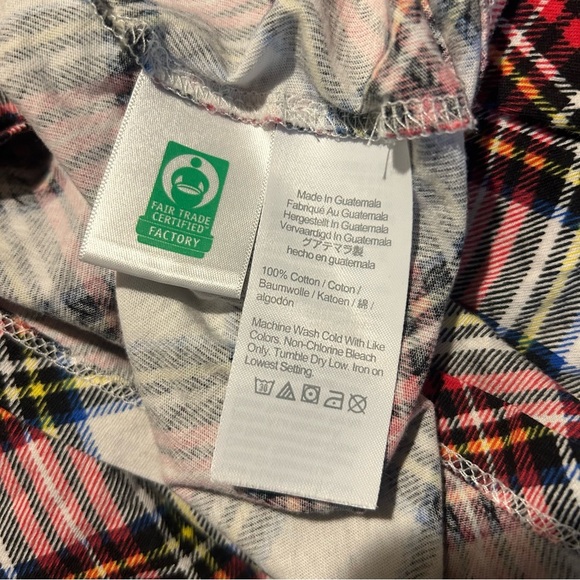 FAIR TRADE
CERTIFIED™
FACTORY
Made In Guatemala
Fabriqué Au Guatemala
Hergestellt In Guatemala
Vervaardigd In Guatemala
グアテマラ製
hecho en guatemala
100% Cotton / Coton /
Baumwolle / Katoen / 綿 /
algodón
Machine Wash Cold With Like
Colors. Non-Chlorine Bleach
Only. Tumble Dry Low. Iron on
Lowest Setting.
30